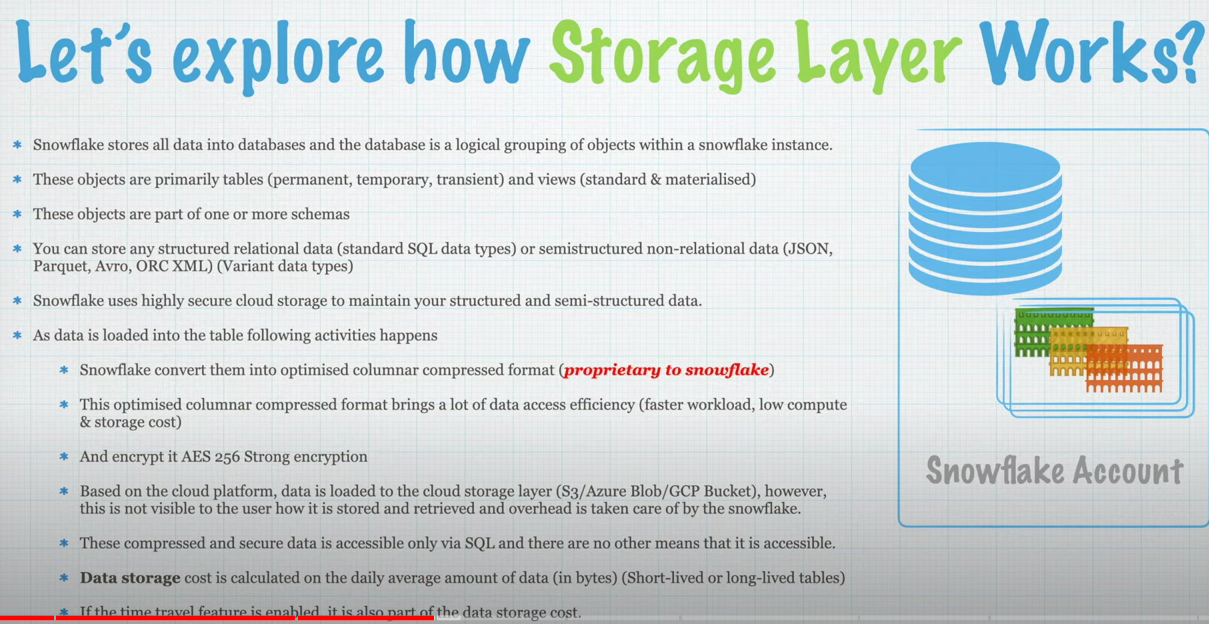 Let's explore how Storage Layer Works?
Snowflake stores all data into databases and the database is a logical grouping of objects within a snowflake instance.
These objects are primarily tables (permanent, temporary, transient) and views (standard & materialised)
These objects are part of one or more schemas
You can store any structured relational data (standard SQL data types) or semistructured non-relational data (JSON,
Parquet, Avro, ORC XML) (Variant data types)
Snowflake uses highly secure cloud storage to maintain your structured and semi-structured data.
As data is loaded into the table following activities happens
Snowflake convert them into optimised columnar compressed format (proprietary to snowflake)
This optimised columnar compressed format brings a lot of data access efficiency (faster workload, low compute
& storage cost)
And encrypt it AES 256 Strong encryption
Based on the cloud platform, data is loaded to the cloud storage layer (S3/Azure Blob/GCP Bucket), however,
this is not visible to the user how it is stored and retrieved and overhead is taken care of by the snowflake.
These compressed and secure data is accessible only via SQL and there are no other means that it is accessible.
Data storage cost is calculated on the daily average amount of data (in bytes) (Short-lived or long-lived tables)
If the time travel feature is enabled, it is also part of the data storage cost.
Snowflake Account